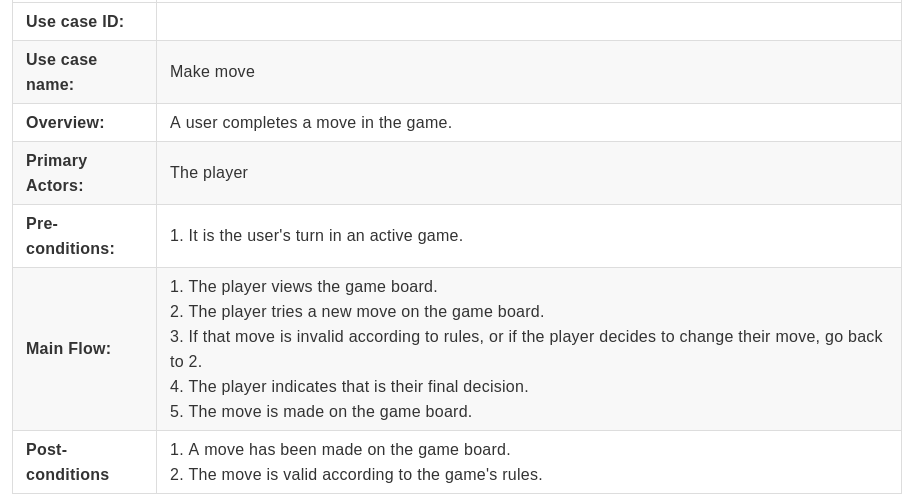 Use case ID:
Use case
name:
Make move
Overview:
A user completes a move in the game.
Primary
Actors:
The player
Pre-
conditions:
1. It is the user's turn in an active game.
Main Flow:
1. The player views the game board.
2. The player tries a new move on the game board.
3. If that move is invalid according to rules, or if the player decides to change their move, go back
to 2.
4. The player indicates that is their final decision.
5. The move is made on the game board.
Post-
conditions
1. A move has been made on the game board.
2. The move is valid according to the game's rules.